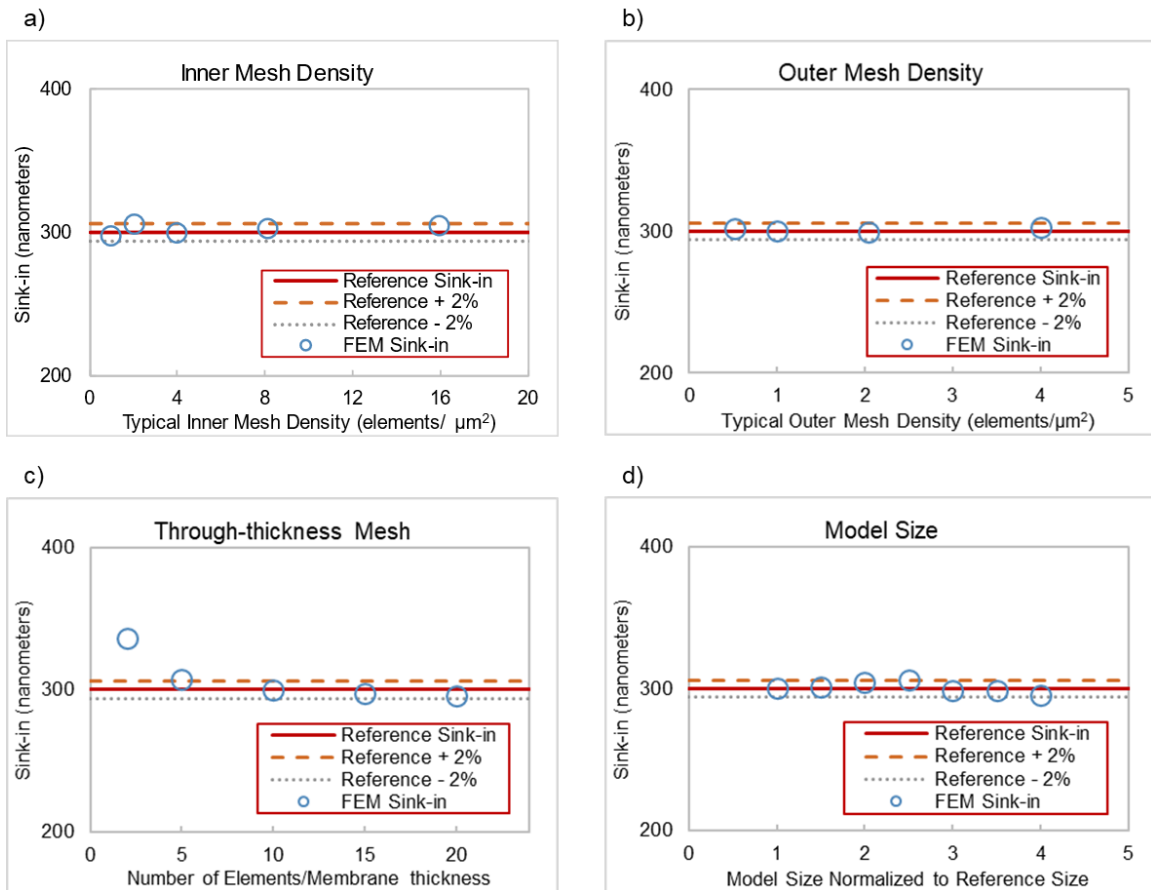 a)
Inner Mesh Density
400
300
200
Sink-in (nanometers)
Reference Sink-in
Reference + 2%
Reference - 2%
FEM Sink-in
0 4 8 12 16 20
Typical Inner Mesh Density (elements/ µm²)
b)
Outer Mesh Density
400
300
200
Sink-in (nanometers)
Reference Sink-in
Reference + 2%
Reference - 2%
FEM Sink-in
0 1 2 3 4 5
Typical Outer Mesh Density (elements/µm²)
c)
Through-thickness Mesh
400
300
200
Sink-in (nanometers)
Reference Sink-in
Reference + 2%
Reference - 2%
FEM Sink-in
0 5 10 15 20
Number of Elements/Membrane thickness
d)
Model Size
400
300
200
Sink-in (nanometers)
Reference Sink-in
Reference + 2%
Reference - 2%
FEM Sink-in
0 1 2 3 4 5
Model Size Normalized to Reference Size